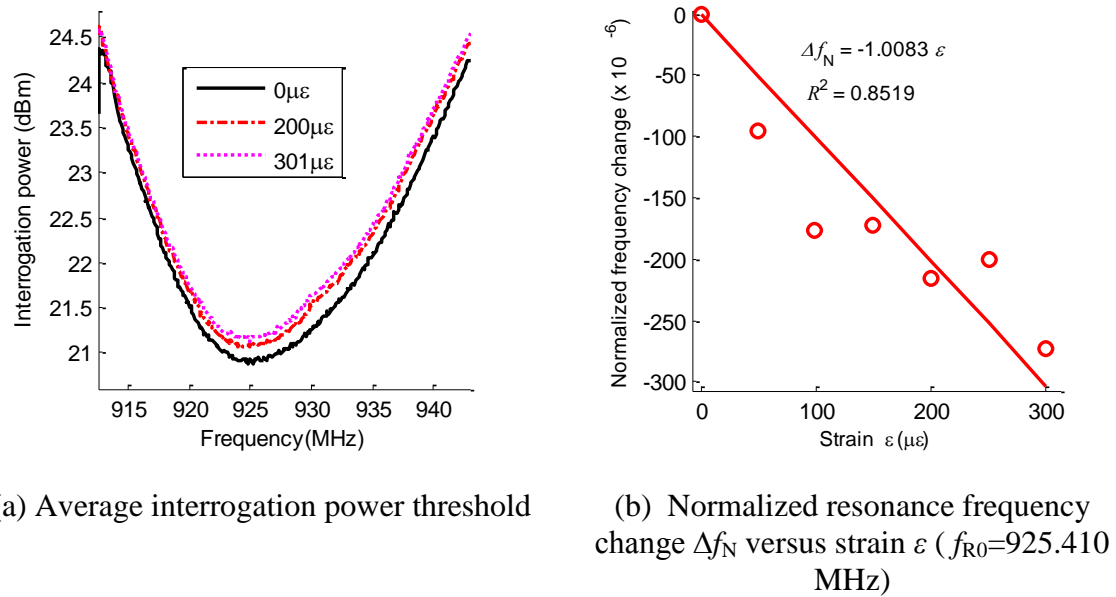 24.5
24
23.5
23
22.5
22
21.5
21
Interrogation power (dBm)
0με
200με
301με
915 920 925 930 935 940
Frequency(MHz)
0
-50
-100
-150
-200
-250
-300
Normalized frequency change (x 10 -6)
Δf_N = -1.0083 ε
R² = 0.8519
0 100 200 300
Strain ε(με)
a) Average interrogation power threshold
(b) Normalized resonance frequency
change Δf_N versus strain ε ( f_R0=925.410
MHz)